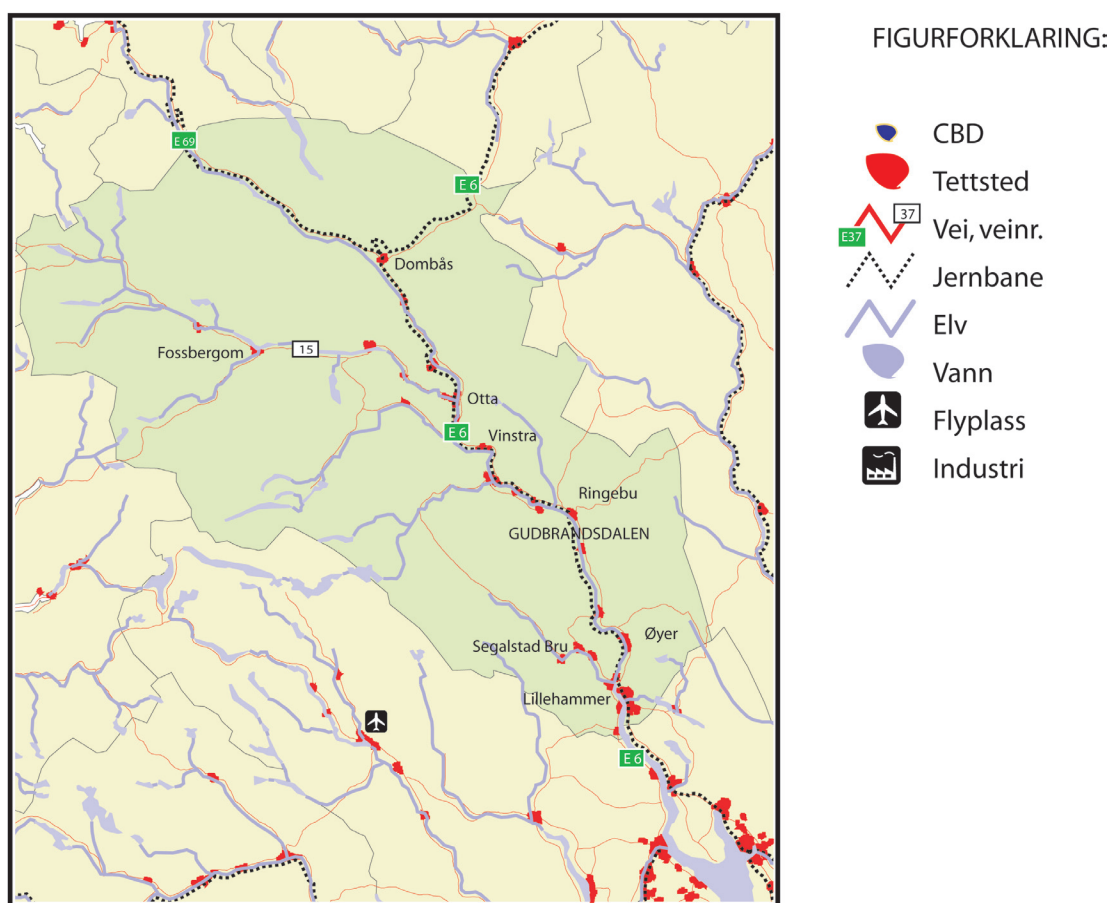 E 69
E 6
Dombås
Fossbergom
15
Otta
E 6
Vinstra
Ringebu
GUDBRANDSDALEN
Øyer
Segalstad Bru
Lillehammer
E 6
FIGURFORKLARING:
CBD
Tettsted
E37 37 Vei, veinr.
Jernbane
Elv
Vann
Flyplass
Industri